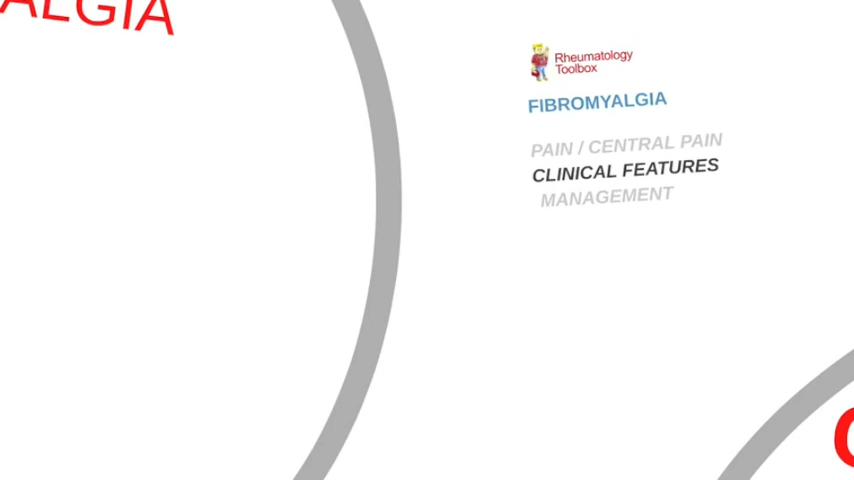 ALGIA
Rheumatology
Toolbox
FIBROMYALGIA
PAIN / CENTRAL PAIN
CLINICAL FEATURES
MANAGEMENT